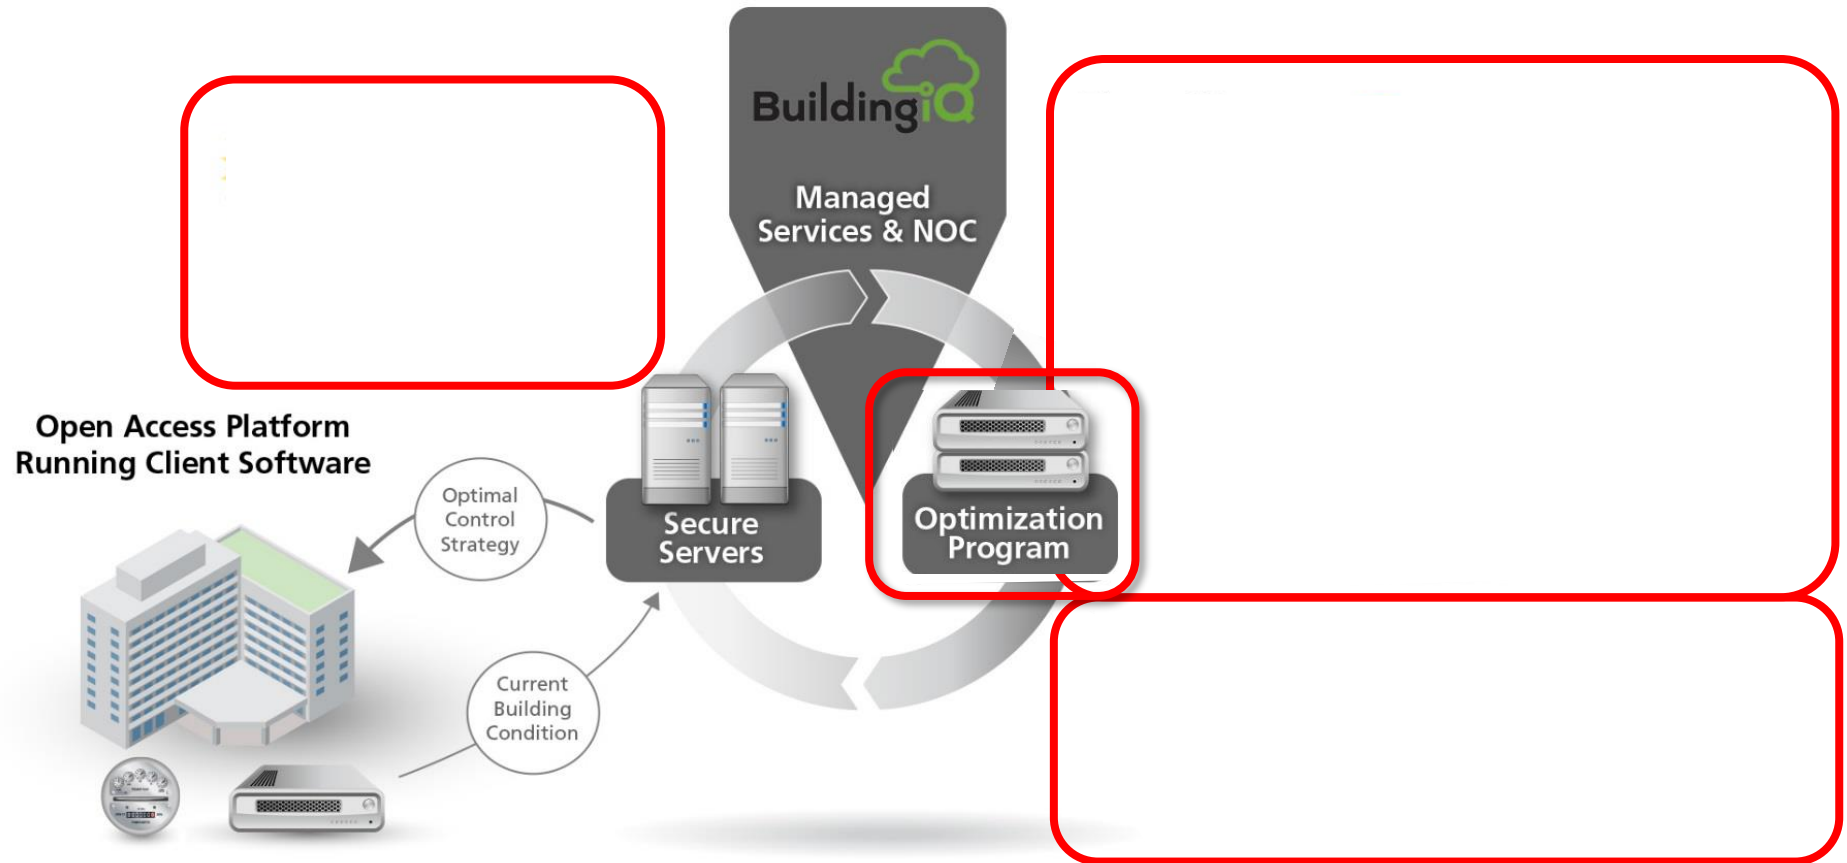 BuildingiQ
Managed
Services & NOC
Open Access Platform
Running Client Software
Optimal
Control
Strategy
Secure
Servers
Optimization
Program
Current
Building
Condition